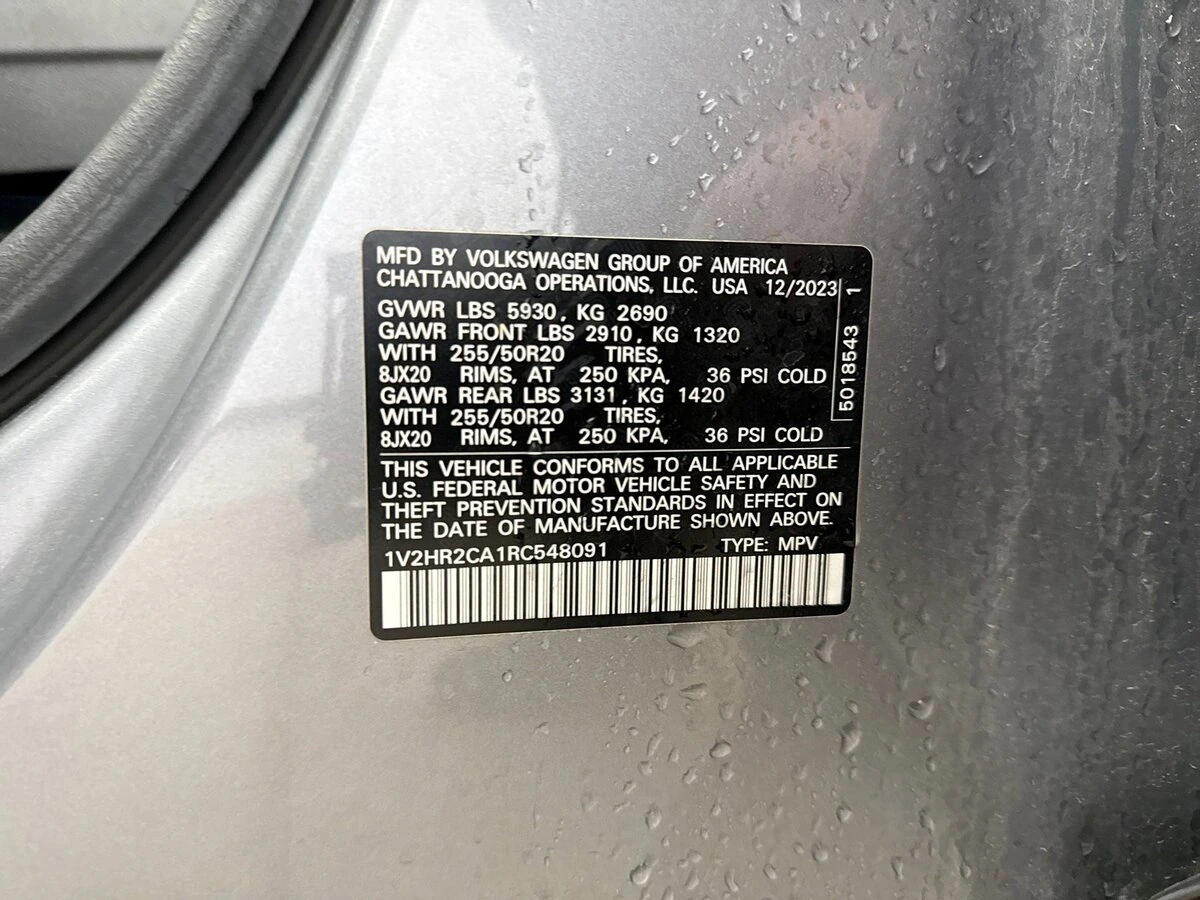 MFD BY VOLKSWAGEN GROUP OF AMERICA
CHATTANOOGA OPERATIONS, LLC. USA 12/2023
GVWR LBS 5930, KG 2690
GAWR FRONT LBS 2910, KG 1320
WITH 255/50R20 TIRES,
8JX20 RIMS, AT 250 KPA, 36 PSI COLD
GAWR REAR LBS 3131, KG 1420
WITH 255/50R20 TIRES,
8JX20 RIMS, AT 250 KPA, 36 PSI COLD
5018543 1
THIS VEHICLE CONFORMS TO ALL APPLICABLE
U.S. FEDERAL MOTOR VEHICLE SAFETY AND
THEFT PREVENTION STANDARDS IN EFFECT ON
THE DATE OF MANUFACTURE SHOWN ABOVE.
1V2HR2CA1RC548091 TYPE: MPV